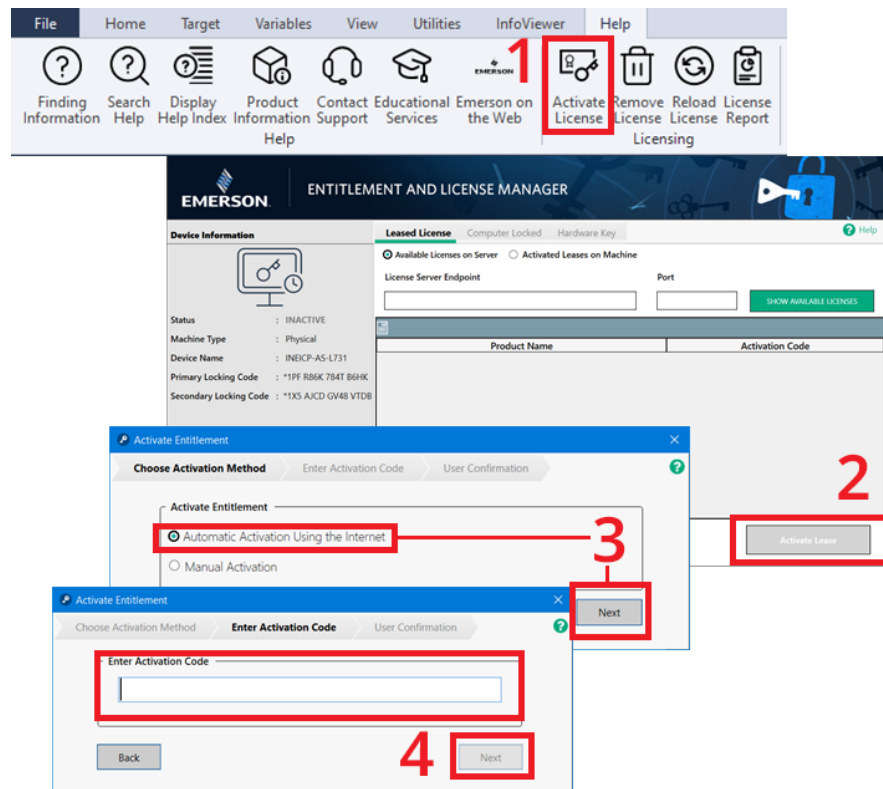 File Home Target Variables View Utilities InfoViewer Help
1
Finding Information
Search Help
Display Help Index
Product Information
Contact Support
Educational Services
EMERSON
Emerson on the Web
Activate License
Remove License
Reload License
License Report
Help
Licensing
EMERSON
ENTITLEMENT AND LICENSE MANAGER
Device Information
Leased License Computer Locked Hardware Key
Help
Available Licenses on Server Activated Leases on Machine
License Server Endpoint Port
SHOW AVAILABLE LICENSES
Status : INACTIVE
Machine Type : Physical
Device Name : INEICP-AS-L731
Primary Locking Code : *1PF R86K 784T B6HK
Secondary Locking Code : *1XS AJCD GV48 VTDB
Product Name Activation Code
2
Activate Lease
Activate Entitlement
Choose Activation Method Enter Activation Code User Confirmation
Activate Entitlement
Automatic Activation Using the Internet
Manual Activation
3
Next
Activate Entitlement
Choose Activation Method Enter Activation Code User Confirmation
Enter Activation Code
Back
4
Next